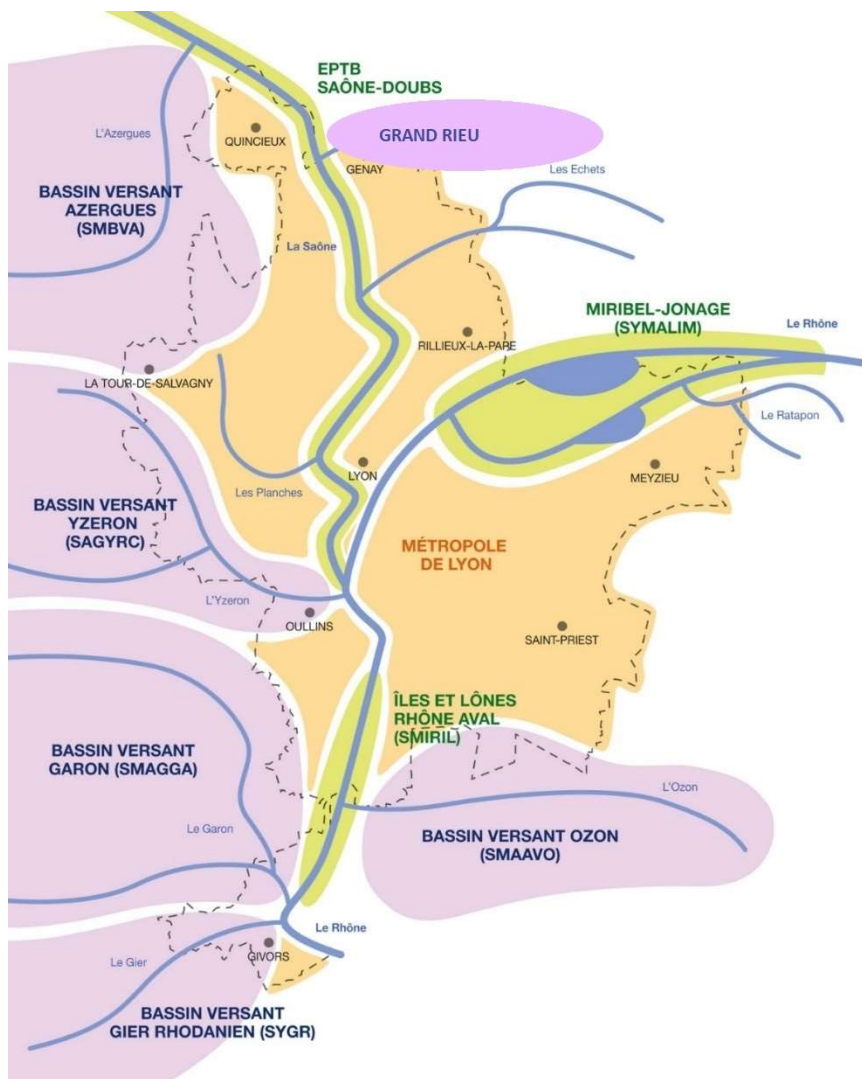 EPTB
SAÔNE-DOUBS
GRAND RIEU
L'Azergues
QUINCIEUX
GENAY
Les Echets
BASSIN VERSANT
AZERGUES
(SMBVA)
La Saône
MIRIBEL-JONAGE
(SYMALIM)
Le Rhône
RILLIEUX-LA-PAPE
LA TOUR-DE-SALVAGNY
Le Ratapon
LYON
MEYZIEU
Les Planches
BASSIN VERSANT
YZERON
(SAGYRC)
MÉTROPOLE
DE LYON
L'Yzeron
OULLINS
SAINT-PRIEST
ÎLES ET LÔNES
RHÔNE AVAL
(SMIRIL)
BASSIN VERSANT
GARON (SMAGGA)
L'Ozon
Le Garon
BASSIN VERSANT OZON
(SMAAVO)
Le Rhône
GIVORS
Le Gier
BASSIN VERSANT
GIER RHODANIEN (SYGR)